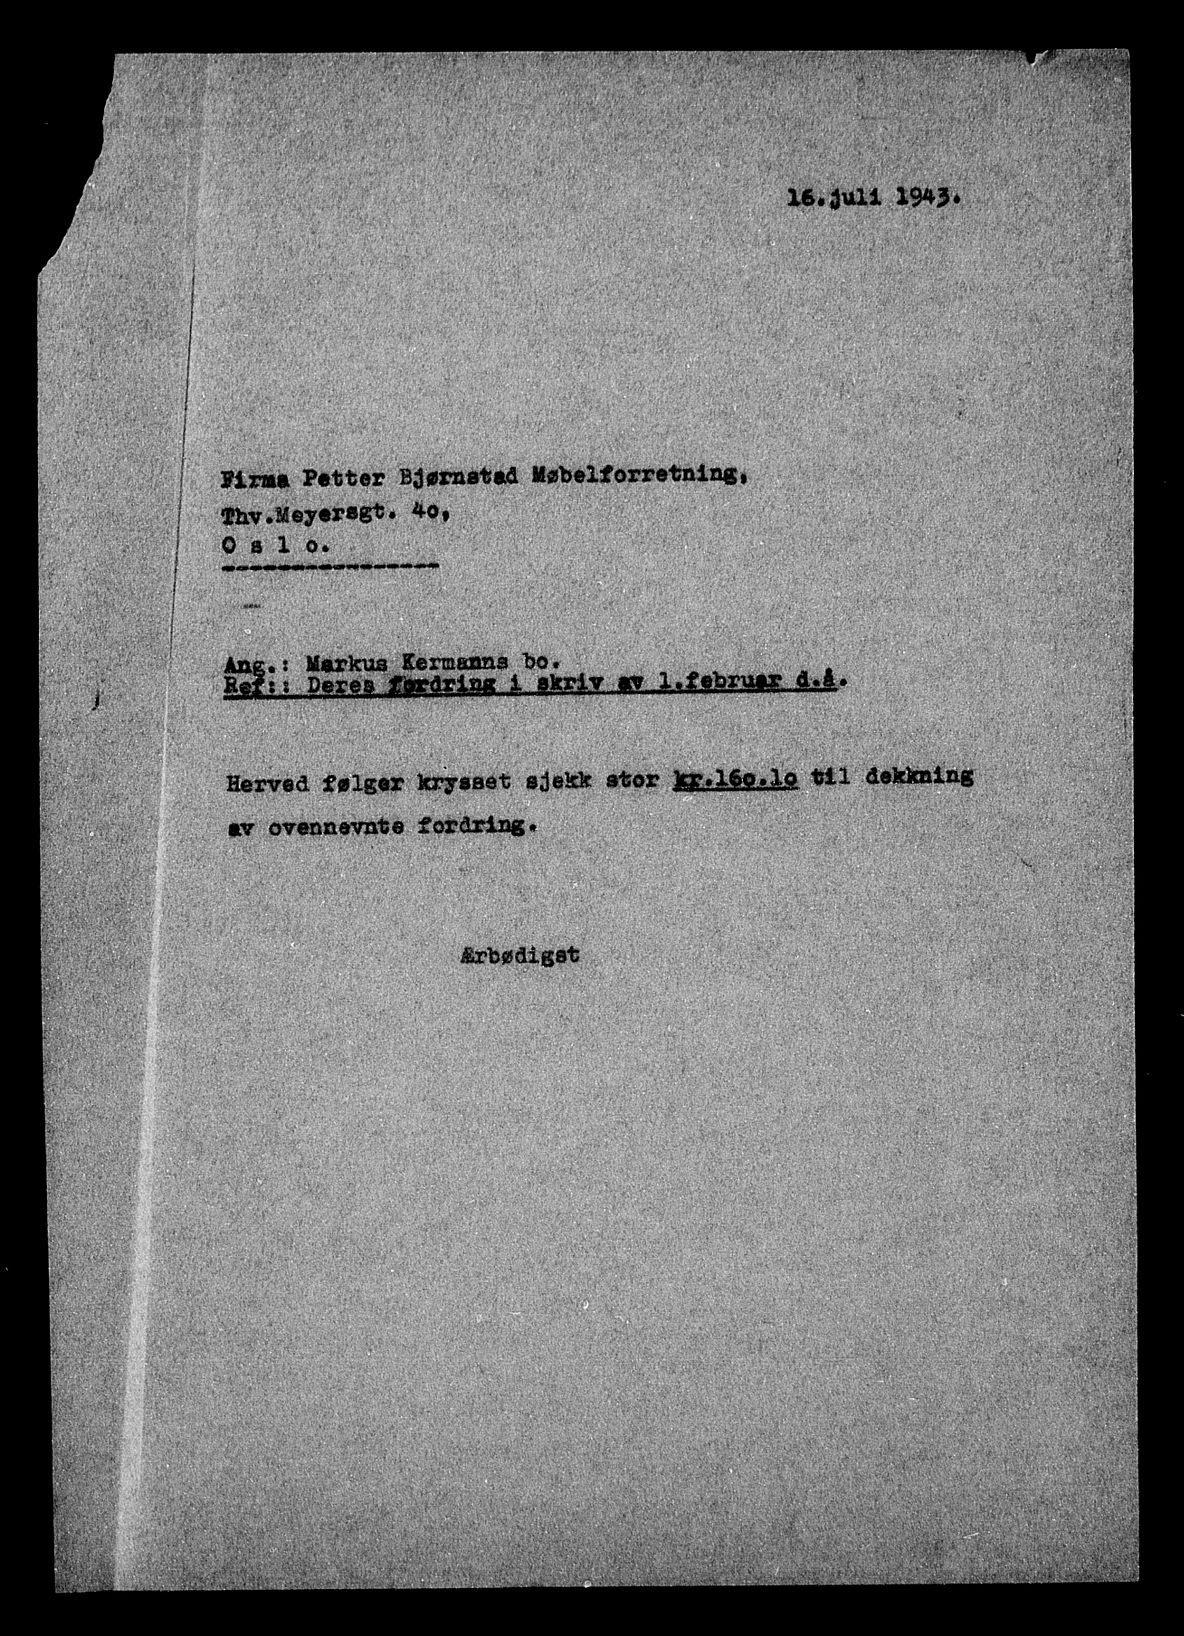 16.juli 1943.
Firma Petter Bjørnstad Møbelforretning,
Thv.Meyersgt. 4o,
O s l o.
----------------
Ang.: Markus Kermanns bo.
Ref:: Deres fordring i skriv av 1.februar d.å.
Herved følger krysset sjekk stor kr.16o.1o til dekkning
av ovennevnte fordring.
Ærbødigst